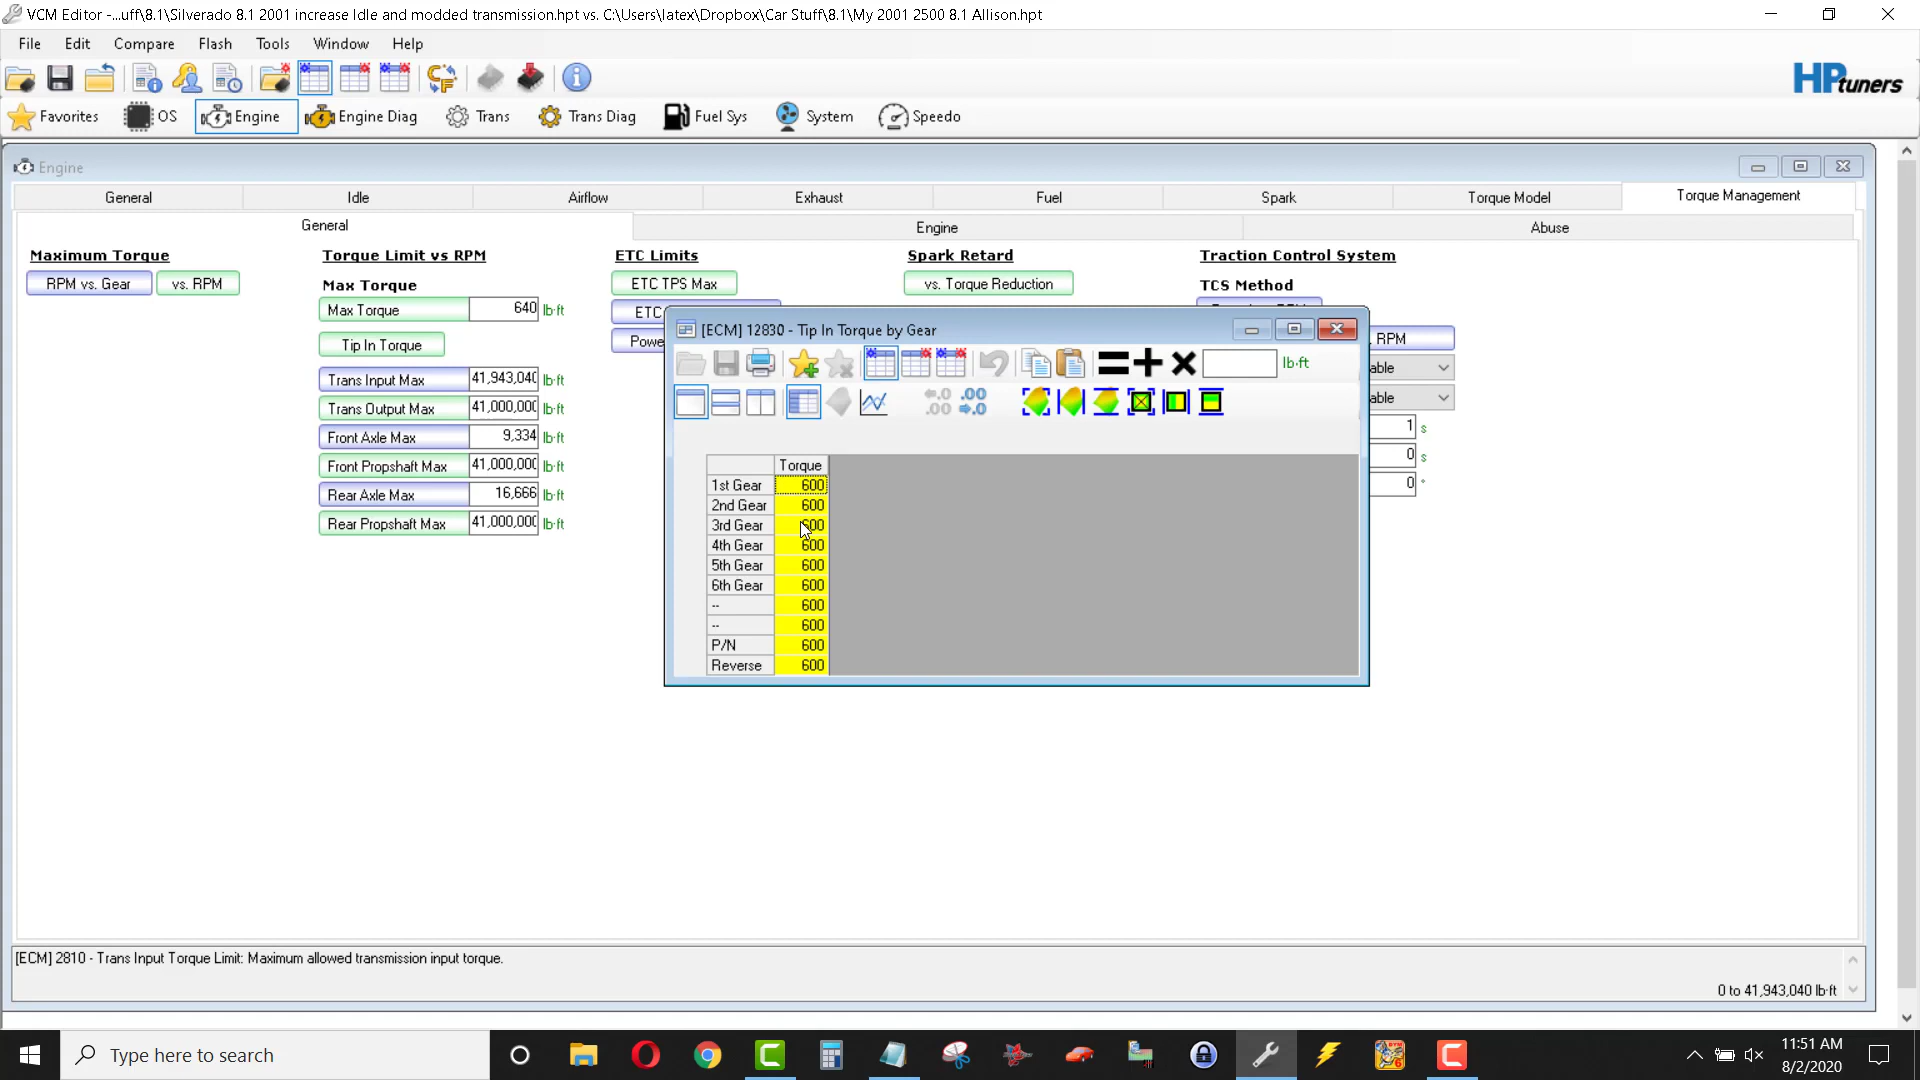 VCM Editor -...uff\8.1\Silverado 8.1 2001 increase Idle and modded transmission.hpt vs. C:\Users\latex\Dropbox\Car Stuff\8.1\My 2001 2500 8.1 Allison.hpt
File Edit Compare Flash Tools Window Help
HPtuners
Favorites OS Engine Engine Diag Trans Trans Diag Fuel Sys System Speedo
Engine
General Idle Airflow Exhaust Fuel Spark Torque Model Torque Management
General Engine Abuse
Maximum Torque Torque Limit vs RPM ETC Limits Spark Retard Traction Control System
RPM vs. Gear vs. RPM Max Torque ETC TPS Max vs. Torque Reduction TCS Method
Max Torque 640 lb·ft ETC
Tip In Torque Powe RPM
Trans Input Max 41,943,040 lb·ft able
Trans Output Max 41,000,000 lb·ft able
Front Axle Max 9,334 lb·ft 1 s
Front Propshaft Max 41,000,000 lb·ft 0 s
Rear Axle Max 16,666 lb·ft 0 °
Rear Propshaft Max 41,000,000 lb·ft
[ECM] 12830 - Tip In Torque by Gear
lb·ft
.0 .00
.00 .0
Torque
1st Gear 600
2nd Gear 600
3rd Gear 600
4th Gear 600
5th Gear 600
6th Gear 600
-- 600
-- 600
P/N 600
Reverse 600
[ECM] 2810 - Trans Input Torque Limit: Maximum allowed transmission input torque.
0 to 41,943,040 lb·ft
Type here to search
11:51 AM
8/2/2020